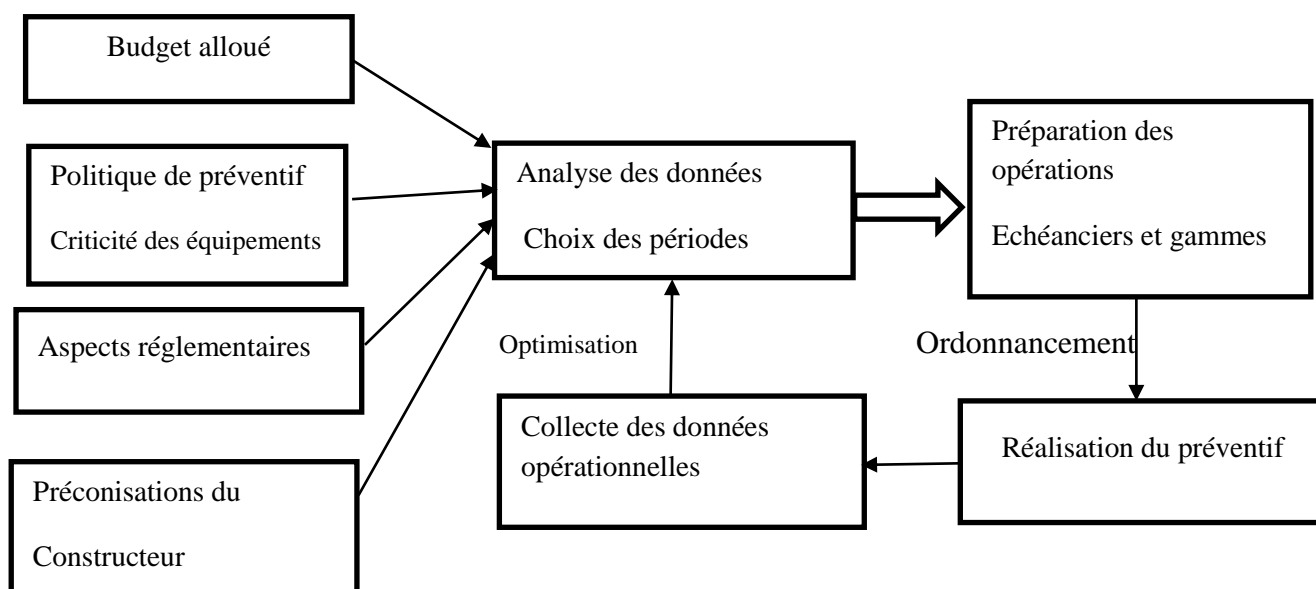 Budget alloué
Politique de préventif
Criticité des équipements
Aspects réglementaires
Préconisations du
Constructeur
Analyse des données
Choix des périodes
Optimisation
Collecte des données
opérationnelles
Préparation des
opérations
Echéanciers et gammes
Ordonnancement
Réalisation du préventif